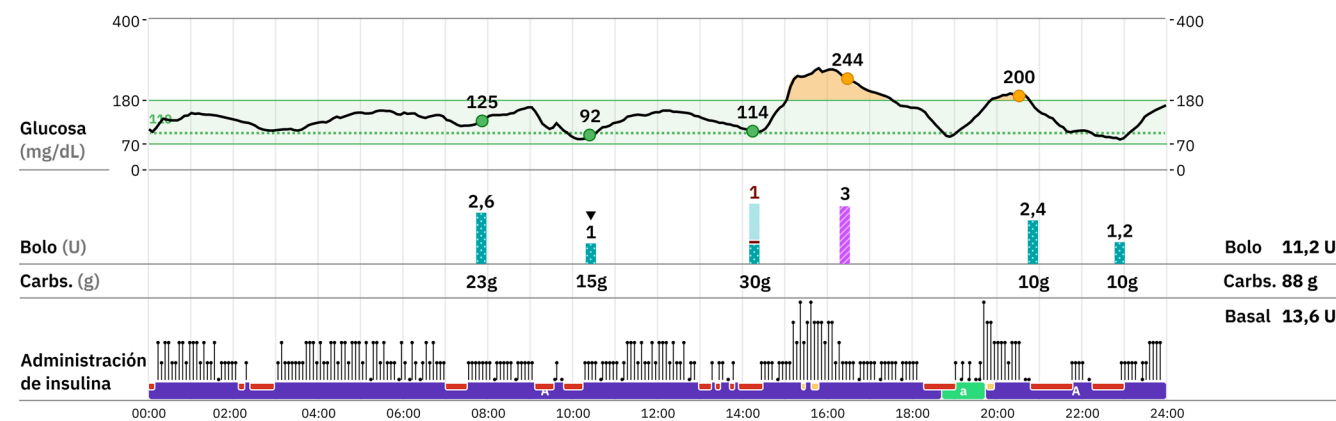 400 400
244
200
180 125 180
110 92 114
Glucosa
(mg/dL) 70 70
0 0
1 3
2,6 2,4
▼
1 1,2
Bolo (U) Bolo 11,2 U
Carbs. (g) 23g 15g 30g 10g 10g Carbs. 88 g
Basal 13,6 U
Administración
de insulina
A a A
00:00 02:00 04:00 06:00 08:00 10:00 12:00 14:00 16:00 18:00 20:00 22:00 24:00